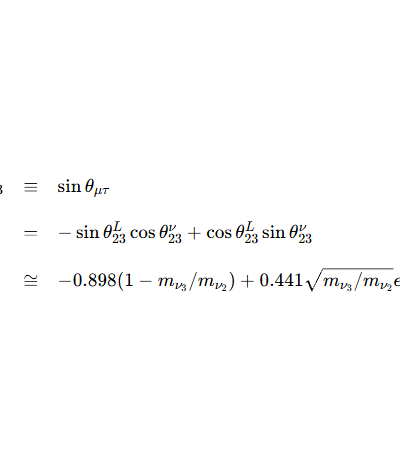 3 ≡ sin θ_{μτ}
= − sin θ^L_{23} cos θ^ν_{23} + cos θ^L_{23} sin θ^ν_{23}
≅ −0.898(1 − m_{ν_3}/m_{ν_2}) + 0.441√(m_{ν_3}/m_{ν_2}) e